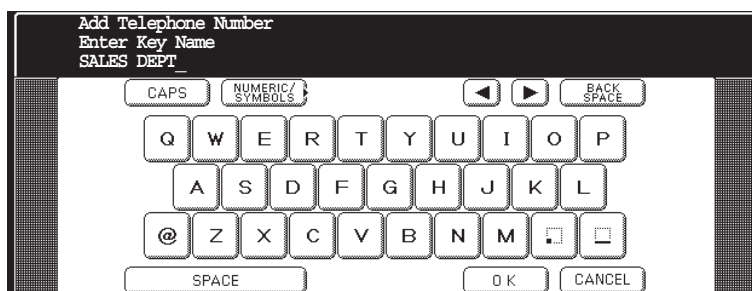 Add Telephone Number
Enter Key Name
SALES DEPT_
CAPS NUMERIC/SYMBOLS ◀ ▶ BACK SPACE
Q W E R T Y U I O P
A S D F G H J K L
@ Z X C V B N M . _
SPACE OK CANCEL